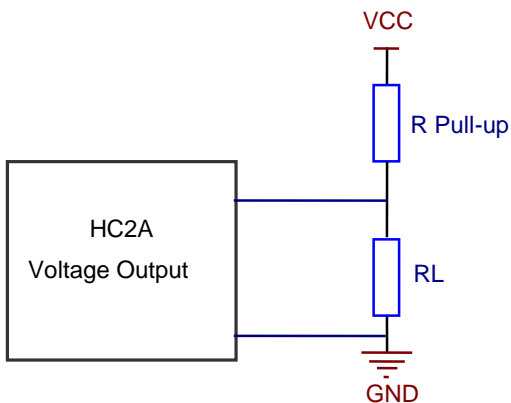 VCC
R Pull-up
HC2A
Voltage Output
RL
GND